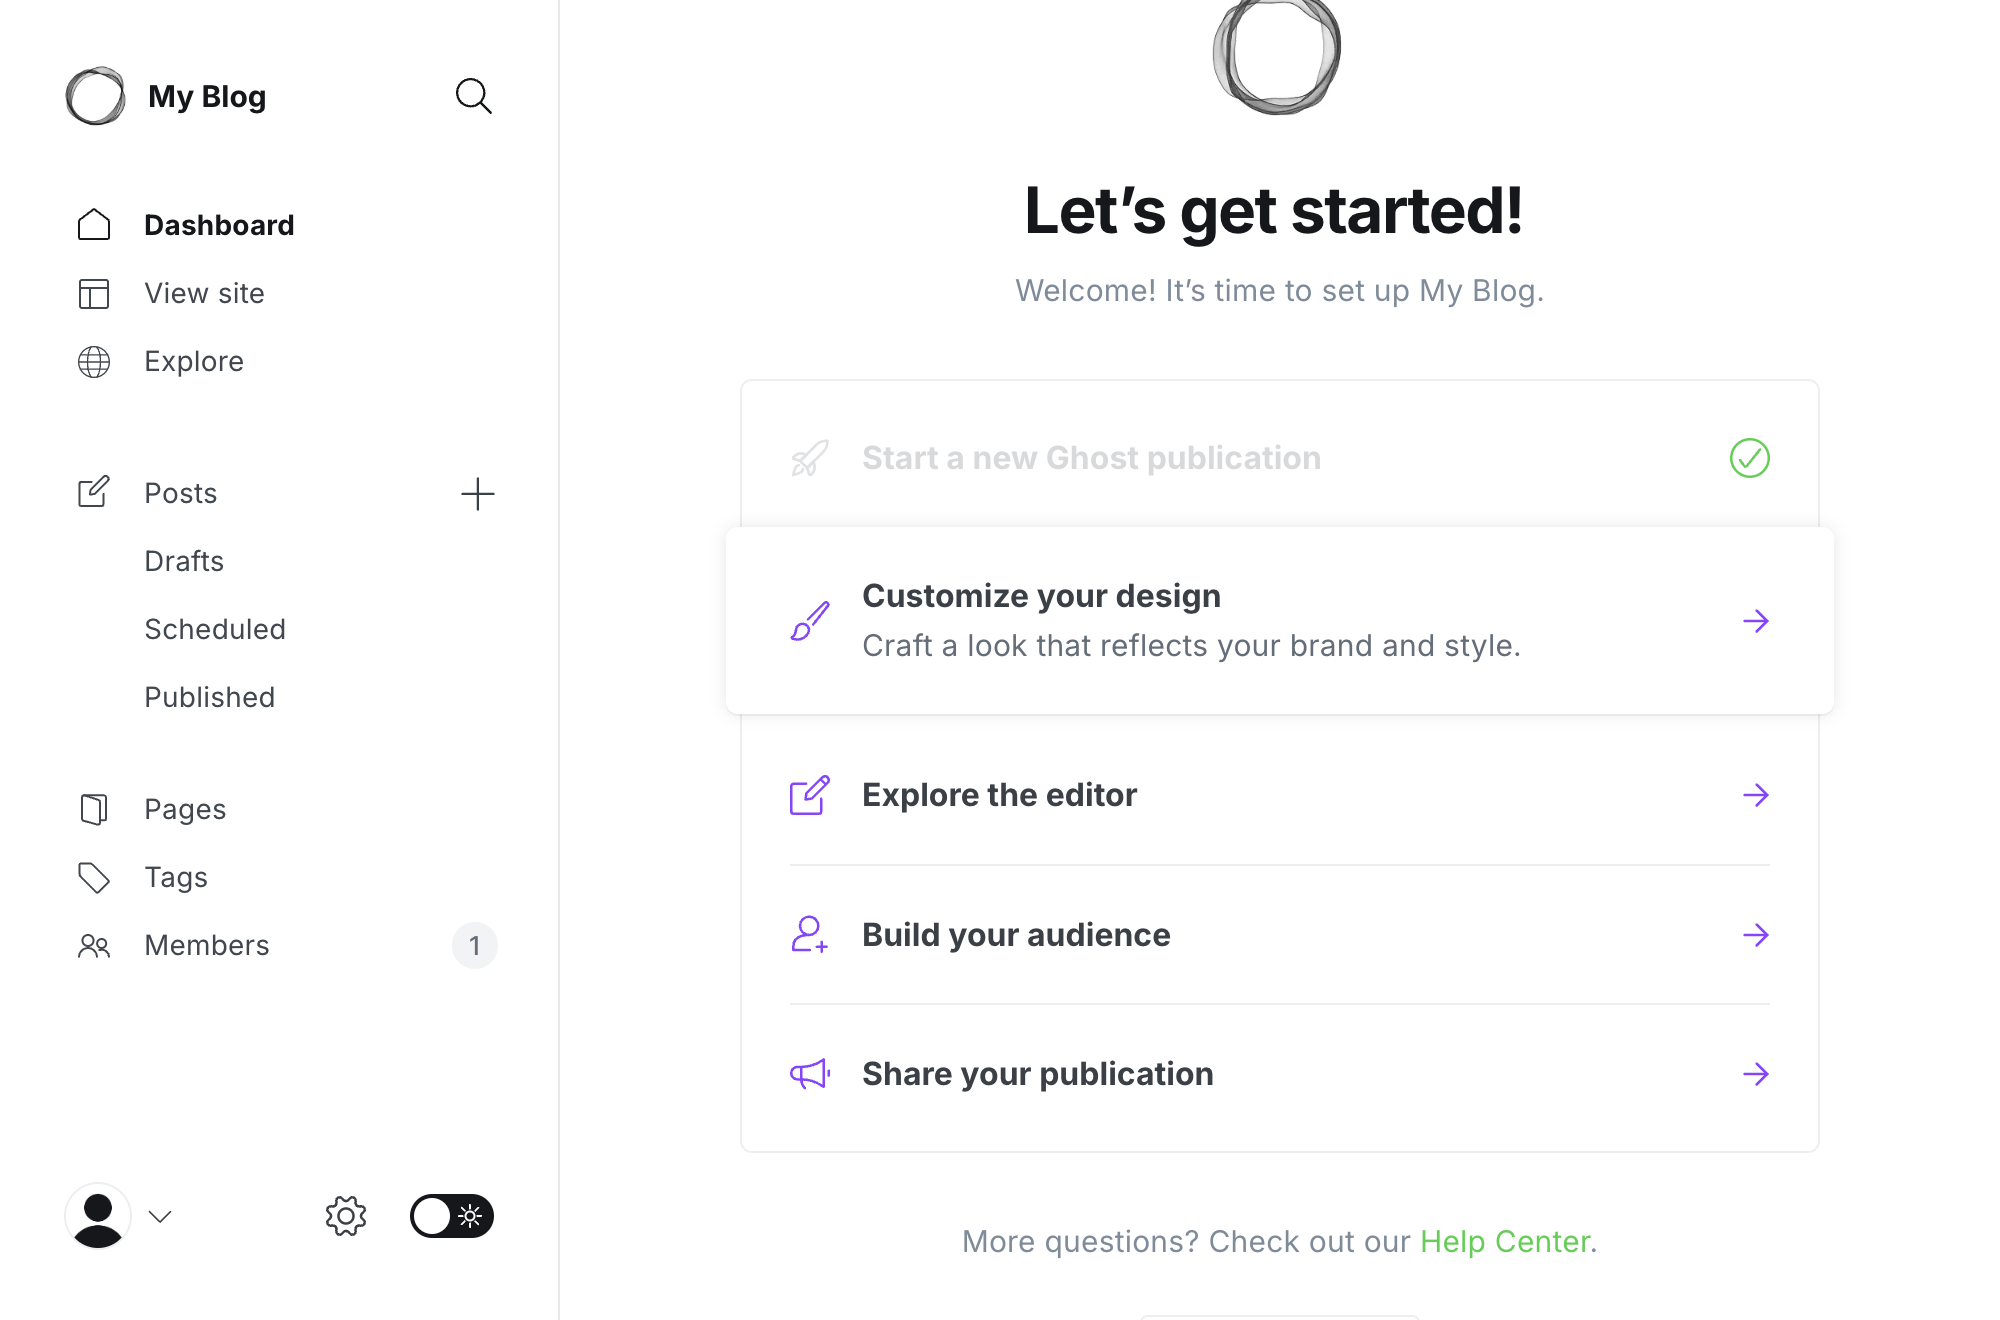 My Blog
Dashboard
View site
Explore
Posts
Drafts
Scheduled
Published
Pages
Tags
Members 1
Let’s get started!
Welcome! It’s time to set up My Blog.
Start a new Ghost publication
Customize your design
Craft a look that reflects your brand and style.
Explore the editor
Build your audience
Share your publication
More questions? Check out our Help Center.